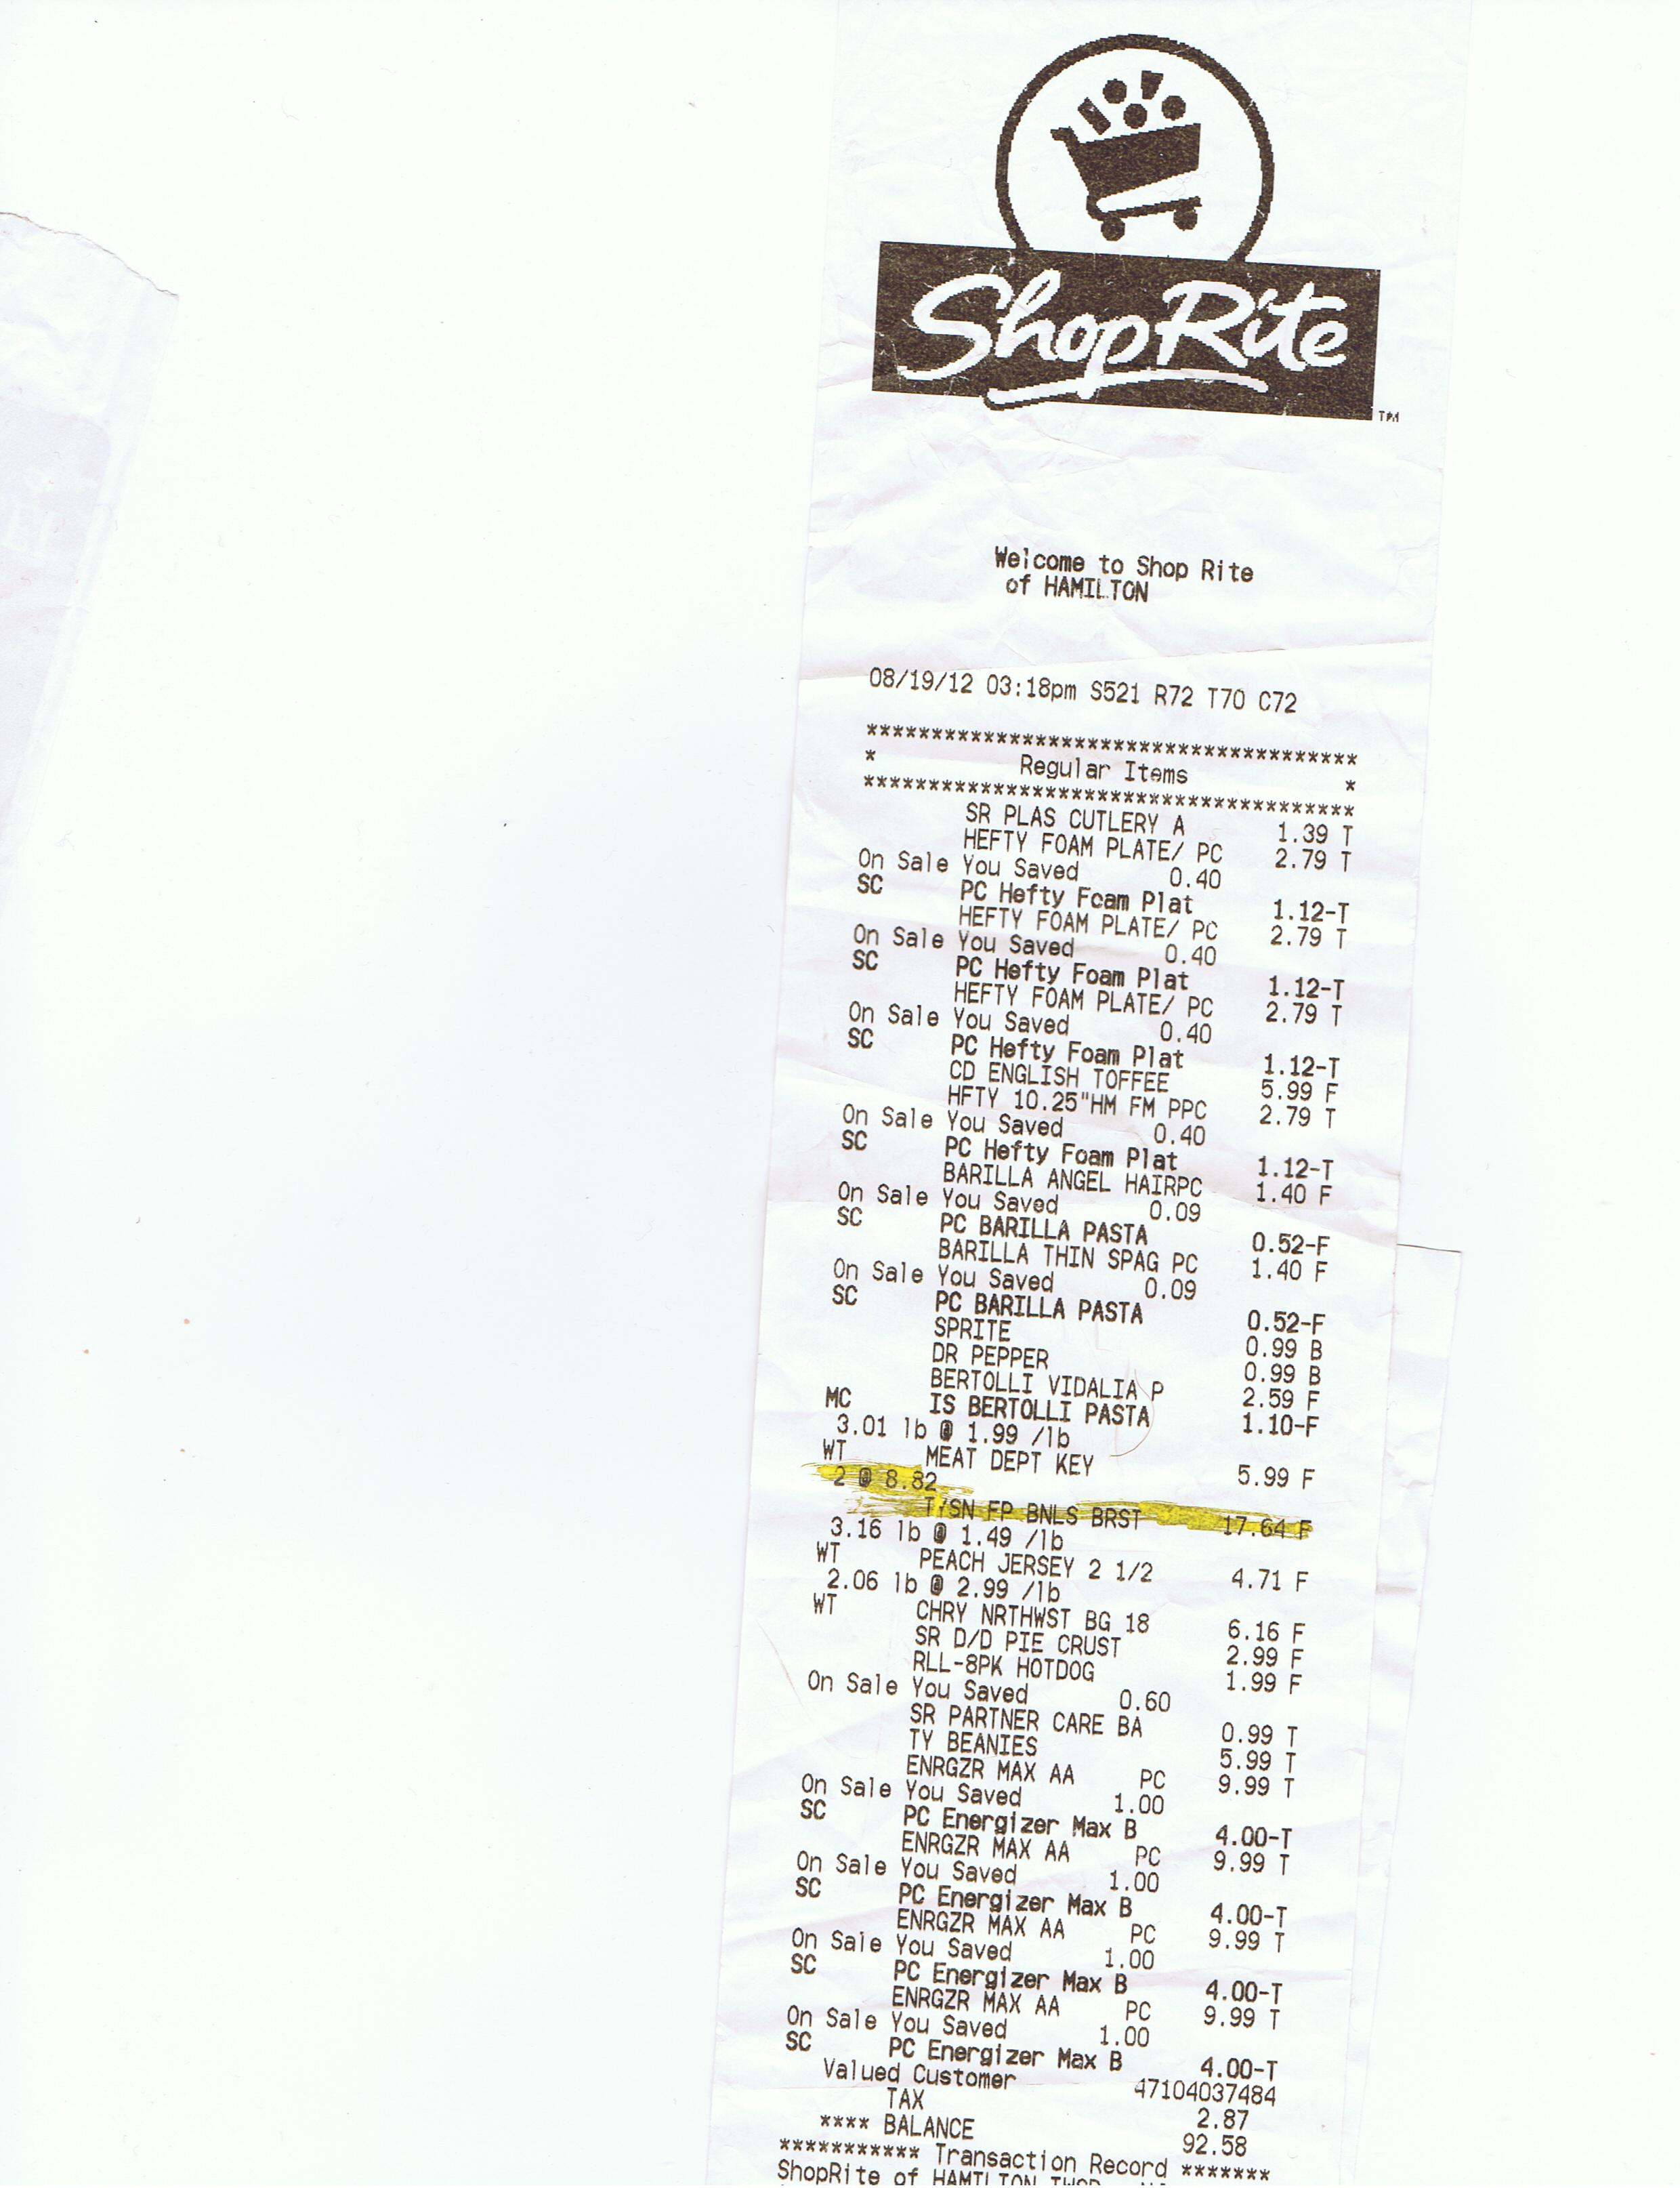 ShopRite
TM
Welcome to Shop Rite
of HAMILTON
08/19/12 03:18pm S521 R72 T70 C72
**************************************
* Regular Items *
**************************************
SR PLAS CUTLERY A 1.39 T
HEFTY FOAM PLATE/ PC 2.79 T
On Sale You Saved 0.40
SC PC Hefty Foam Plat 1.12-T
HEFTY FOAM PLATE/ PC 2.79 T
On Sale You Saved 0.40
SC PC Hefty Foam Plat 1.12-T
HEFTY FOAM PLATE/ PC 2.79 T
On Sale You Saved 0.40
SC PC Hefty Foam Plat 1.12-T
CD ENGLISH TOFFEE 5.99 F
HFTY 10.25"HM FM PPC 2.79 T
On Sale You Saved 0.40
SC PC Hefty Foam Plat 1.12-T
BARILLA ANGEL HAIRPC 1.40 F
On Sale You Saved 0.09
SC PC BARILLA PASTA 0.52-F
BARILLA THIN SPAG PC 1.40 F
On Sale You Saved 0.09
SC PC BARILLA PASTA 0.52-F
SPRITE 0.99 B
DR PEPPER 0.99 B
BERTOLLI VIDALIA P 2.59 F
MC IS BERTOLLI PASTA 1.10-F
3.01 lb @ 1.99 /lb
WT MEAT DEPT KEY 5.99 F
2 @ 8.82
TYSN FP BNLS BRST 17.64 F
3.16 lb @ 1.49 /lb
WT PEACH JERSEY 2 1/2 4.71 F
2.06 lb @ 2.99 /lb
WT CHRY NRTHWST BG 18 6.16 F
SR D/D PIE CRUST 2.99 F
RLL-8PK HOTDOG 1.99 F
On Sale You Saved 0.60
SR PARTNER CARE BA 0.99 T
TY BEANIES 5.99 T
ENRGZR MAX AA PC 9.99 T
On Sale You Saved 1.00
SC PC Energizer Max B 4.00-T
ENRGZR MAX AA PC 9.99 T
On Sale You Saved 1.00
SC PC Energizer Max B 4.00-T
ENRGZR MAX AA PC 9.99 T
On Sale You Saved 1.00
SC PC Energizer Max B 4.00-T
ENRGZR MAX AA PC 9.99 T
On Sale You Saved 1.00
SC PC Energizer Max B 4.00-T
Valued Customer 47104037484
TAX 2.87
**** BALANCE 92.58
*********** Transaction Record *******
ShopRite of HAMILTON